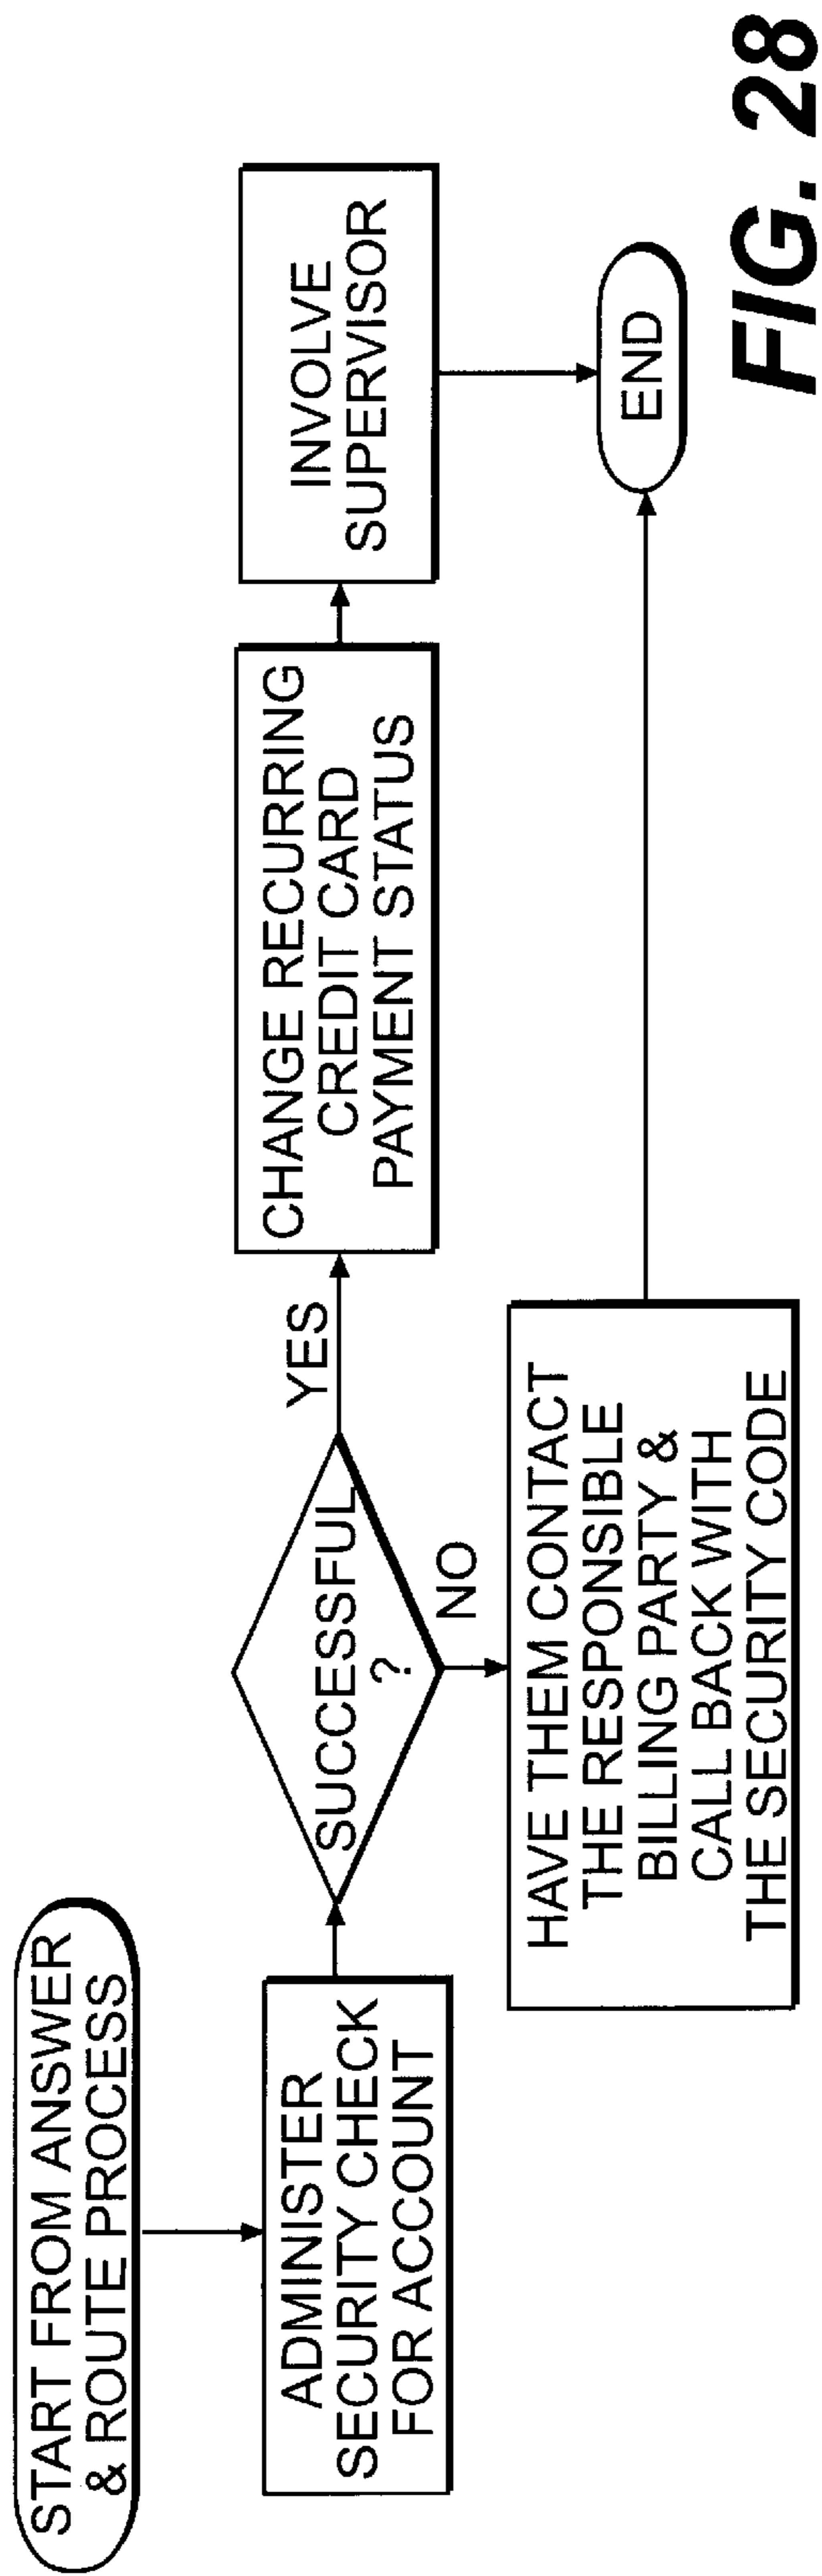 START FROM ANSWER
& ROUTE PROCESS
ADMINISTER
SECURITY CHECK
FOR ACCOUNT
SUCCESSFUL
?
YES
NO
CHANGE RECURRING
CREDIT CARD
PAYMENT STATUS
INVOLVE
SUPERVISOR
HAVE THEM CONTACT
THE RESPONSIBLE
BILLING PARTY &
CALL BACK WITH
THE SECURITY CODE
END
FIG. 28